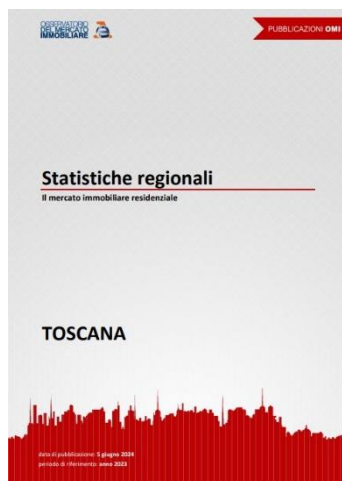 OSSERVATORIO
DEL MERCATO
IMMOBILIARE
PUBBLICAZIONI OMI
Statistiche regionali
Il mercato immobiliare residenziale
TOSCANA
data di pubblicazione: 5 giugno 2024
periodo di riferimento: anno 2023